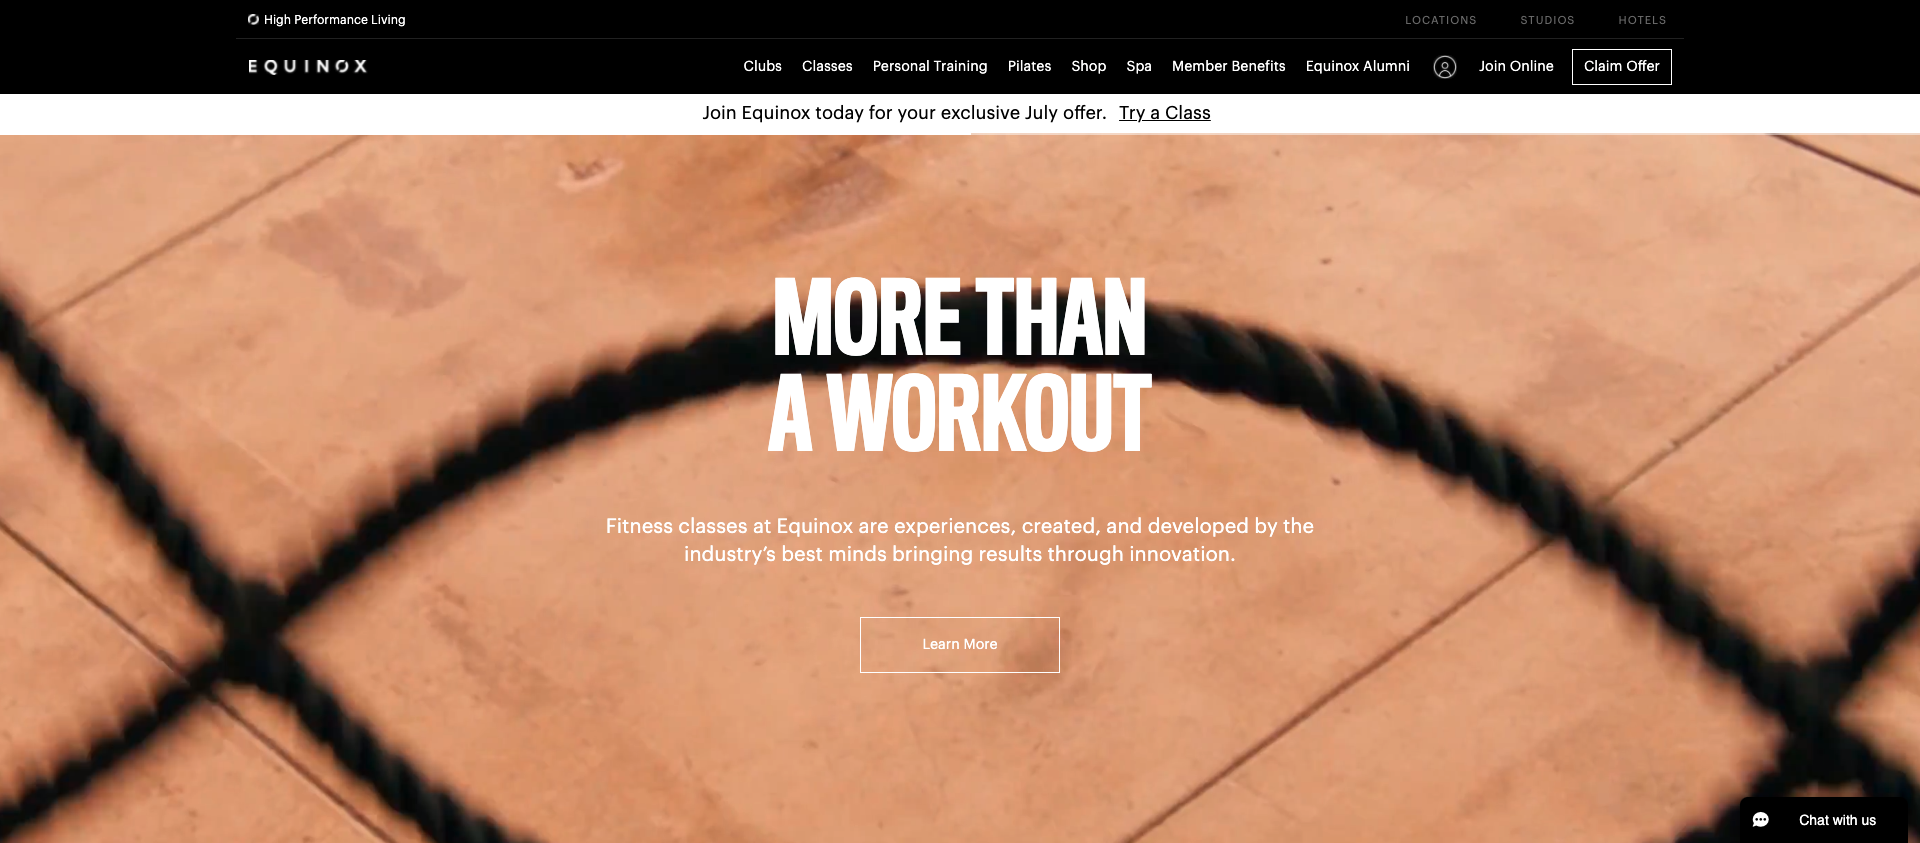 High Performance Living
LOCATIONS STUDIOS HOTELS
EQUINOX
Clubs Classes Personal Training Pilates Shop Spa Member Benefits Equinox Alumni Join Online Claim Offer
Join Equinox today for your exclusive July offer. Try a Class
MORE THAN
A WORKOUT
Fitness classes at Equinox are experiences, created, and developed by the
industry’s best minds bringing results through innovation.
Learn More
Chat with us